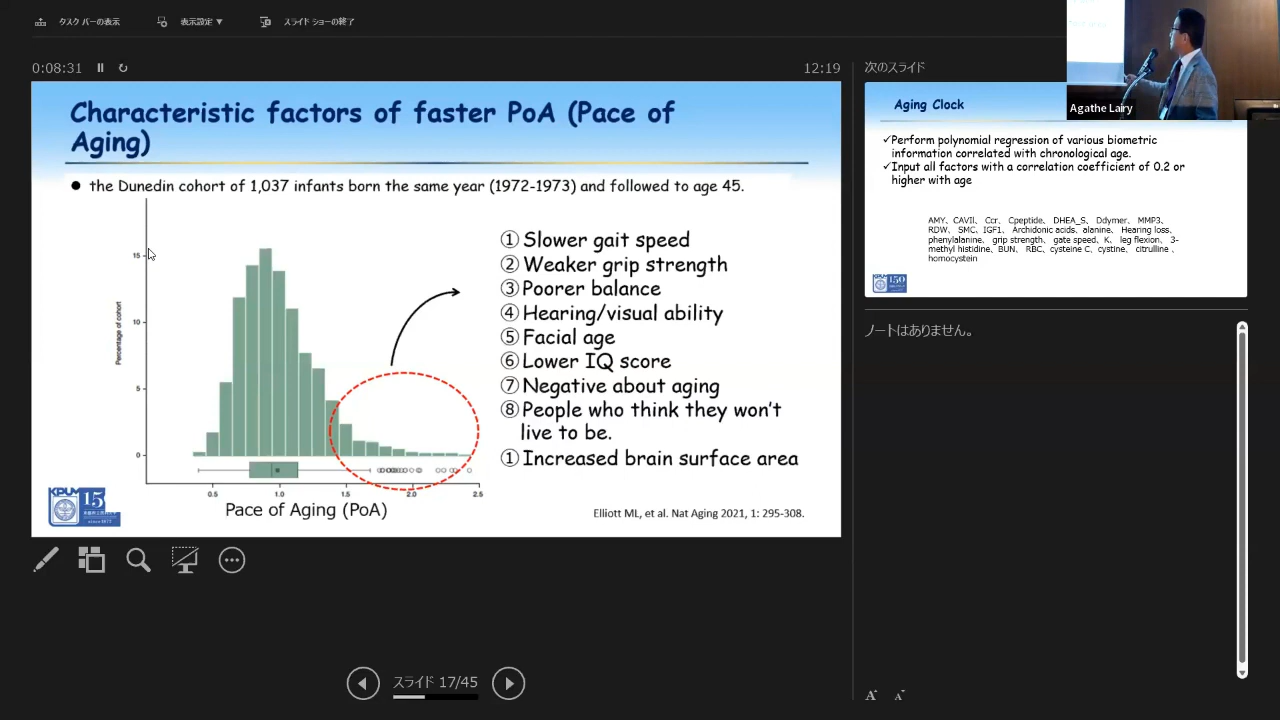 タスク バーの表示
表示設定 ▼
スライド ショーの終了
0:08:31
12:19
次のスライド
Characteristic factors of faster PoA (Pace of
Aging)
● the Dunedin cohort of 1,037 infants born the same year (1972-1973) and followed to age 45.
Percentage of cohort
15
10
5
0
0.5
1.0
1.5
2.0
2.5
Pace of Aging (PoA)
① Slower gait speed
② Weaker grip strength
③ Poorer balance
④ Hearing/visual ability
⑤ Facial age
⑥ Lower IQ score
⑦ Negative about aging
⑧ People who think they won't
live to be.
① Increased brain surface area
Elliott ML, et al. Nat Aging 2021, 1: 295-308.
KPUM
15
Aging Clock
✓Perform polynomial regression of various biometric
information correlated with chronological age.
✓Input all factors with a correlation coefficient of 0.2 or
higher with age
AMY、 CAVII、 Ccr、 Cpeptide、 DHEA_S、 Ddymer、 MMP3、
RDW、 SMC、 IGF1、 Archidonic acids、 alanine、 Hearing loss、
phenylalanine、 grip strength、 gate speed、 K、 leg flexion、 3-
methyl histidine、 BUN、 RBC、 cysteine C、 cystine、 citrulline 、
homocystein
150
Agathe Lairy
ノートはありません。
スライド 17/45
A
A